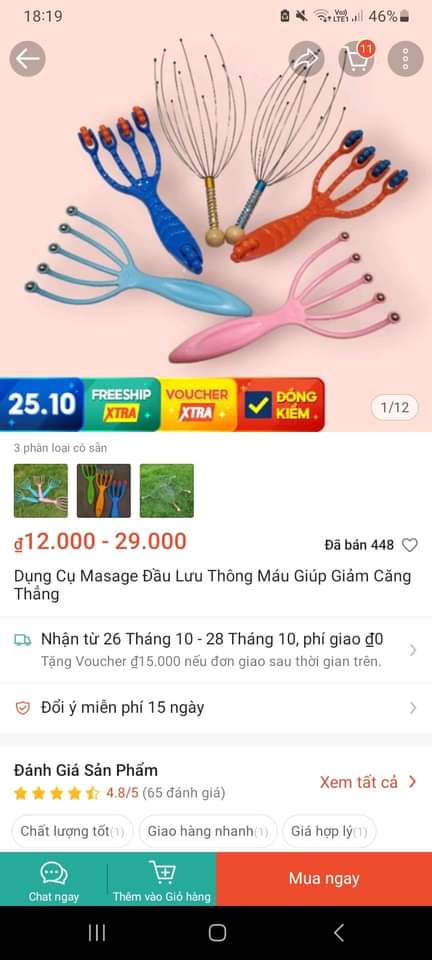 18:19
Vo))
LTE1
46%
11
25.10
FREESHIP
XTRA
VOUCHER
XTRA
ĐỒNG
KIỂM
1/12
3 phân loại có sẵn
₫12.000 - 29.000
Đã bán 448
Dụng Cụ Masage Đầu Lưu Thông Máu Giúp Giảm Căng
Thẳng
Nhận từ 26 Tháng 10 - 28 Tháng 10, phí giao ₫0
Tặng Voucher ₫15.000 nếu đơn giao sau thời gian trên.
Đổi ý miễn phí 15 ngày
Đánh Giá Sản Phẩm
4.8/5 (65 đánh giá)
Xem tất cả
Chất lượng tốt(1)
Giao hàng nhanh(1)
Giá hợp lý(1)
Chat ngay
Thêm vào Giỏ hàng
Mua ngay